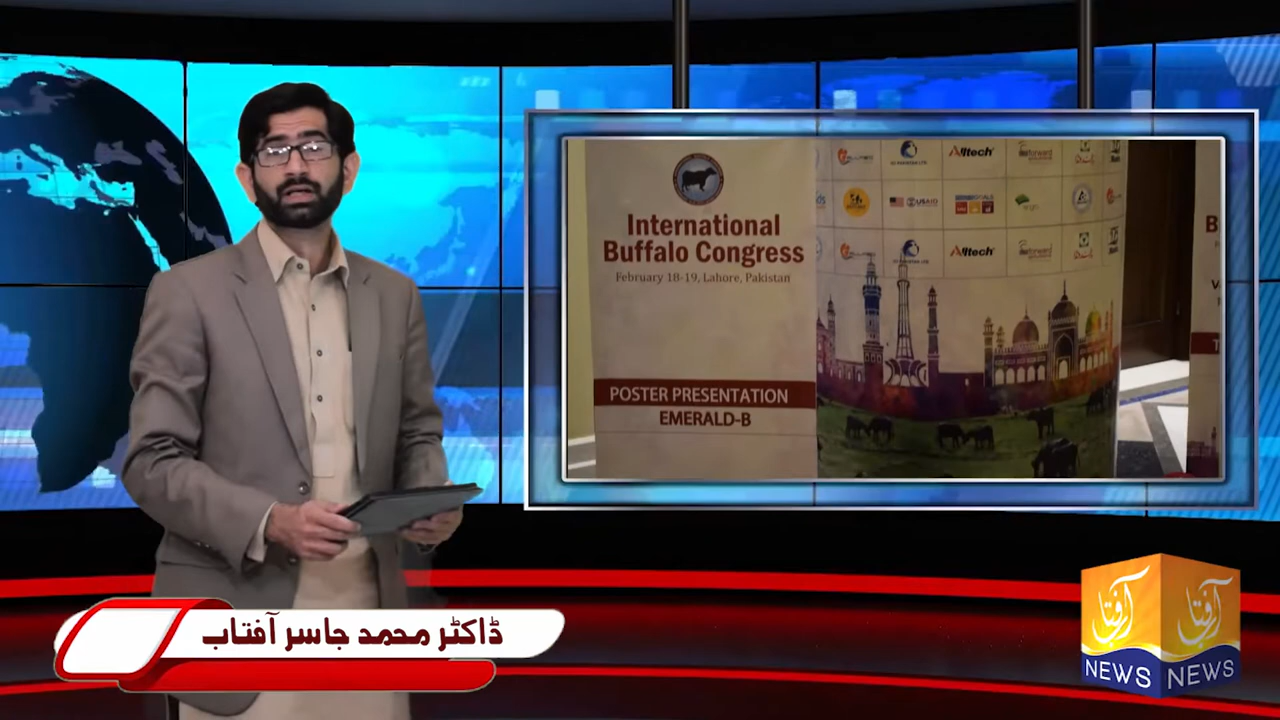 International
Buffalo Congress
February 18-19, Lahore, Pakistan
POSTER PRESENTATION
EMERALD-B
Alltech
USAID
Alltech
ڈاکٹر محمد جاسر آفتاب
آفتاب
NEWS
آفتاب
NEWS